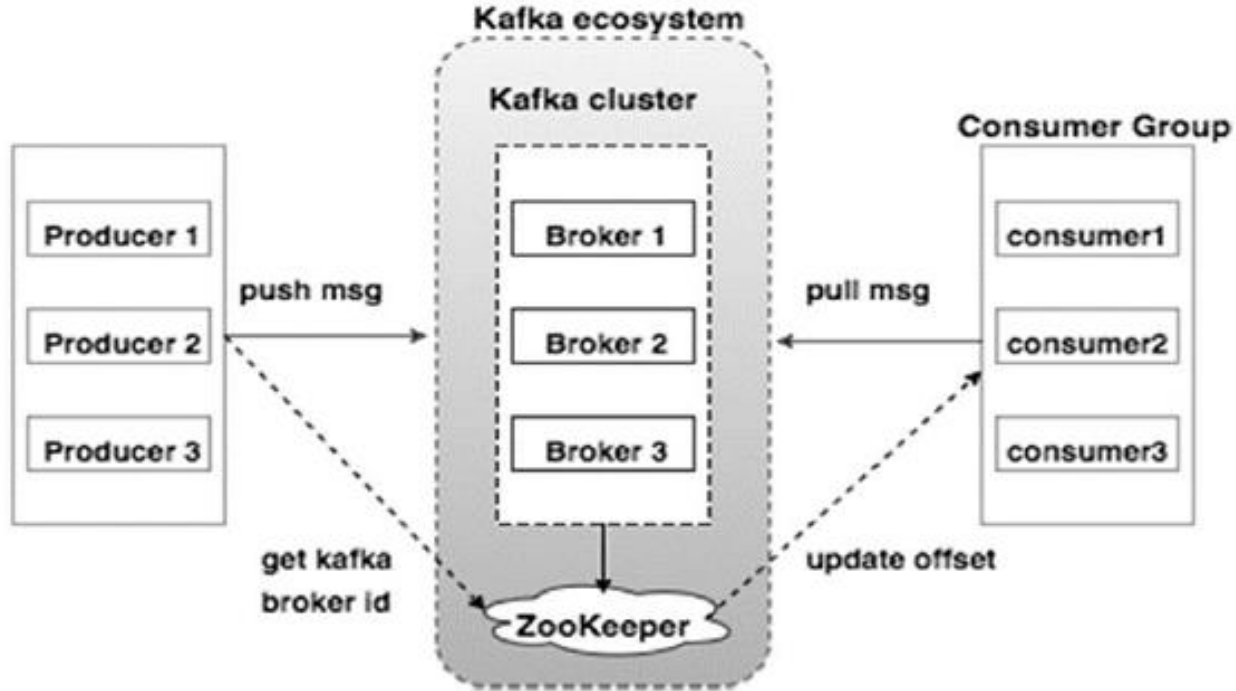 Kafka ecosystem
Kafka cluster
Consumer Group
Producer 1
Producer 2
Producer 3
push msg
get kafka
broker id
Broker 1
Broker 2
Broker 3
ZooKeeper
pull msg
update offset
consumer1
consumer2
consumer3